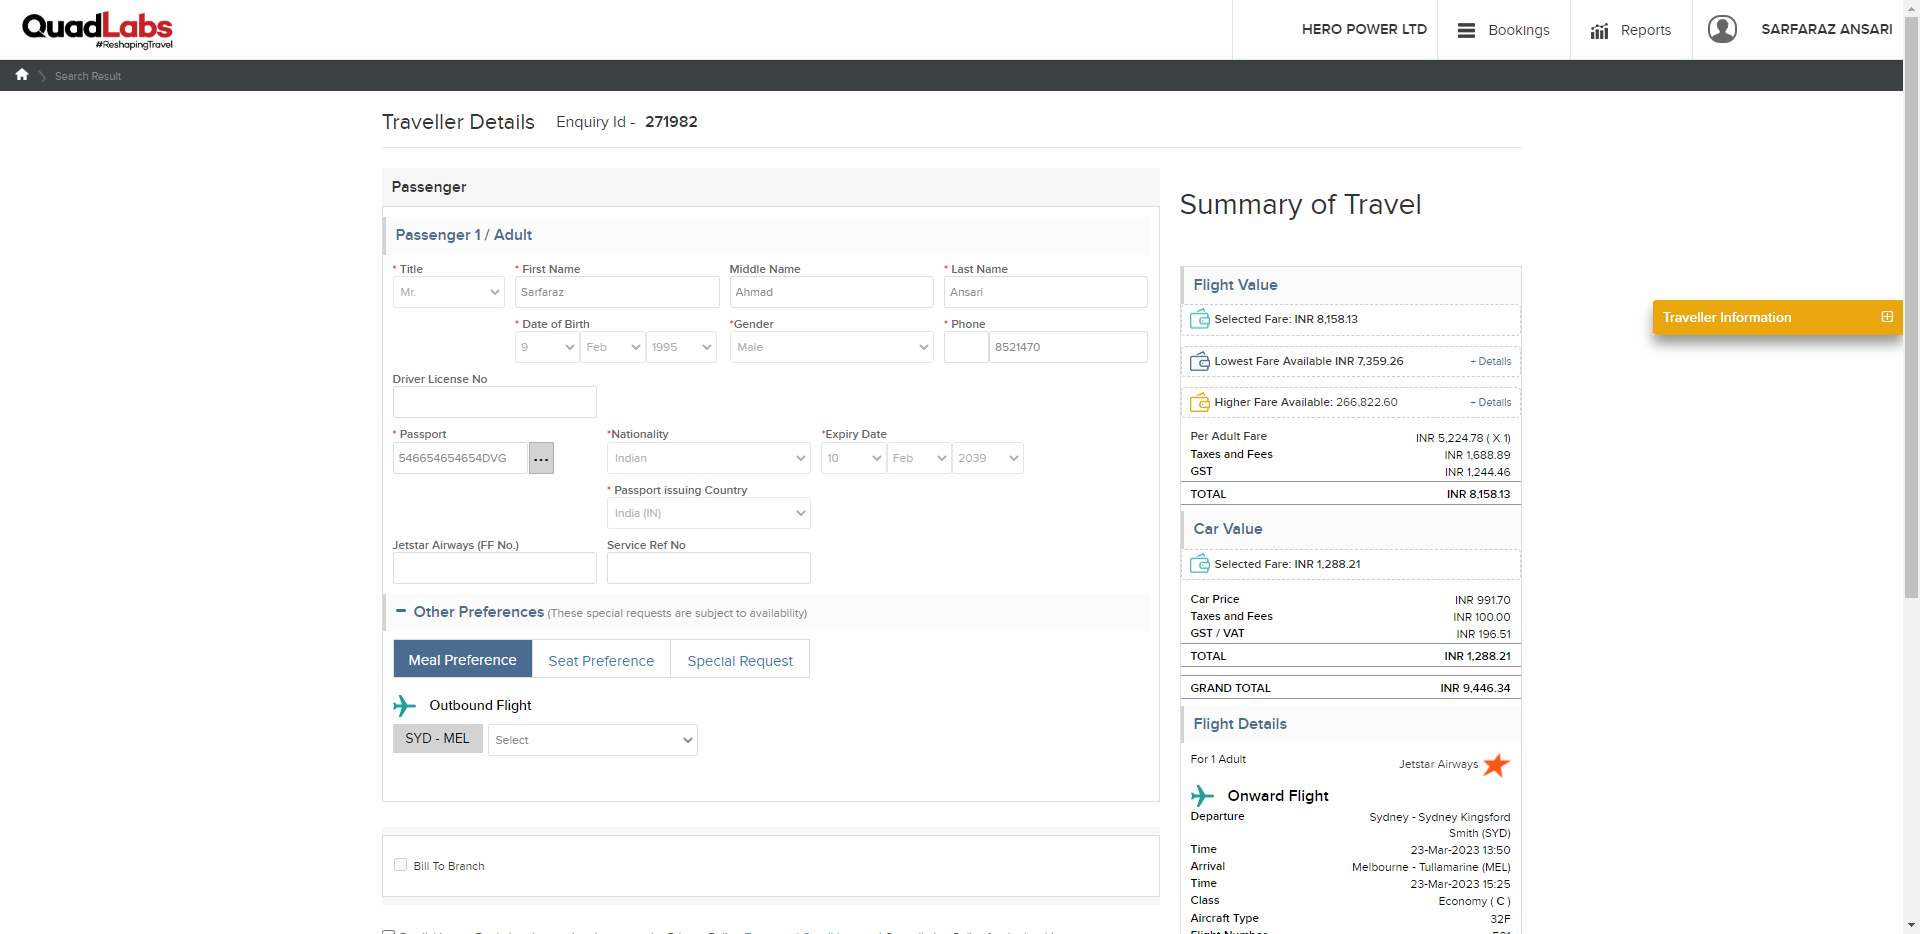 QuadLabs
#ReshapingTravel
HERO POWER LTD
Bookings
Reports
SARFARAZ ANSARI
Search Result
Traveller Details Enquiry Id - 271982
Passenger
Passenger 1 / Adult
* Title * First Name Middle Name * Last Name
Mr. Sarfaraz Ahmad Ansari
* Date of Birth *Gender * Phone
9 Feb 1995 Male 8521470
Driver License No
* Passport *Nationality *Expiry Date
546654654654DVG ... Indian 10 Feb 2039
* Passport issuing Country
India (IN)
Jetstar Airways (FF No.) Service Ref No
Other Preferences (These special requests are subject to availability)
Meal Preference Seat Preference Special Request
Outbound Flight
SYD - MEL Select
Bill To Branch
Summary of Travel
Flight Value
Selected Fare: INR 8,158.13
Lowest Fare Available INR 7,359.26 + Details
Higher Fare Available: 266,822.60 + Details
Per Adult Fare INR 5,224.78 ( X 1)
Taxes and Fees INR 1,688.89
GST INR 1,244.46
TOTAL INR 8,158.13
Car Value
Selected Fare: INR 1,288.21
Car Price INR 991.70
Taxes and Fees INR 100.00
GST / VAT INR 196.51
TOTAL INR 1,288.21
GRAND TOTAL INR 9,446.34
Flight Details
For 1 Adult Jetstar Airways
Onward Flight
Departure Sydney - Sydney Kingsford
Smith (SYD)
Time 23-Mar-2023 13:50
Arrival Melbourne - Tullamarine (MEL)
Time 23-Mar-2023 15:25
Class Economy ( C )
Aircraft Type 32F
Traveller Information